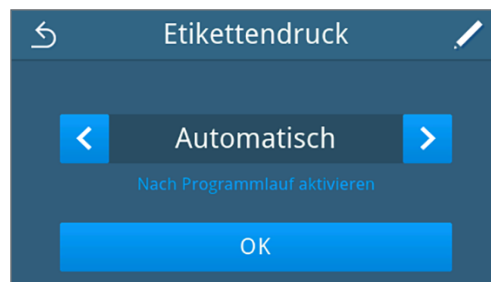 Etikettendruck
Automatisch
Nach Programmlauf aktivieren
OK